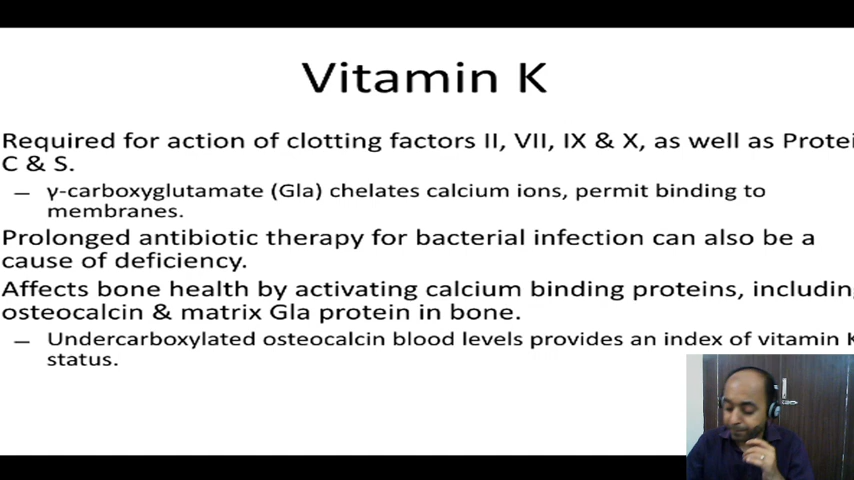 Vitamin K
Required for action of clotting factors II, VII, IX & X, as well as Protei
C & S.
– γ-carboxyglutamate (Gla) chelates calcium ions, permit binding to
membranes.
Prolonged antibiotic therapy for bacterial infection can also be a
cause of deficiency.
Affects bone health by activating calcium binding proteins, includin
osteocalcin & matrix Gla protein in bone.
– Undercarboxylated osteocalcin blood levels provides an index of vitamin K
status.